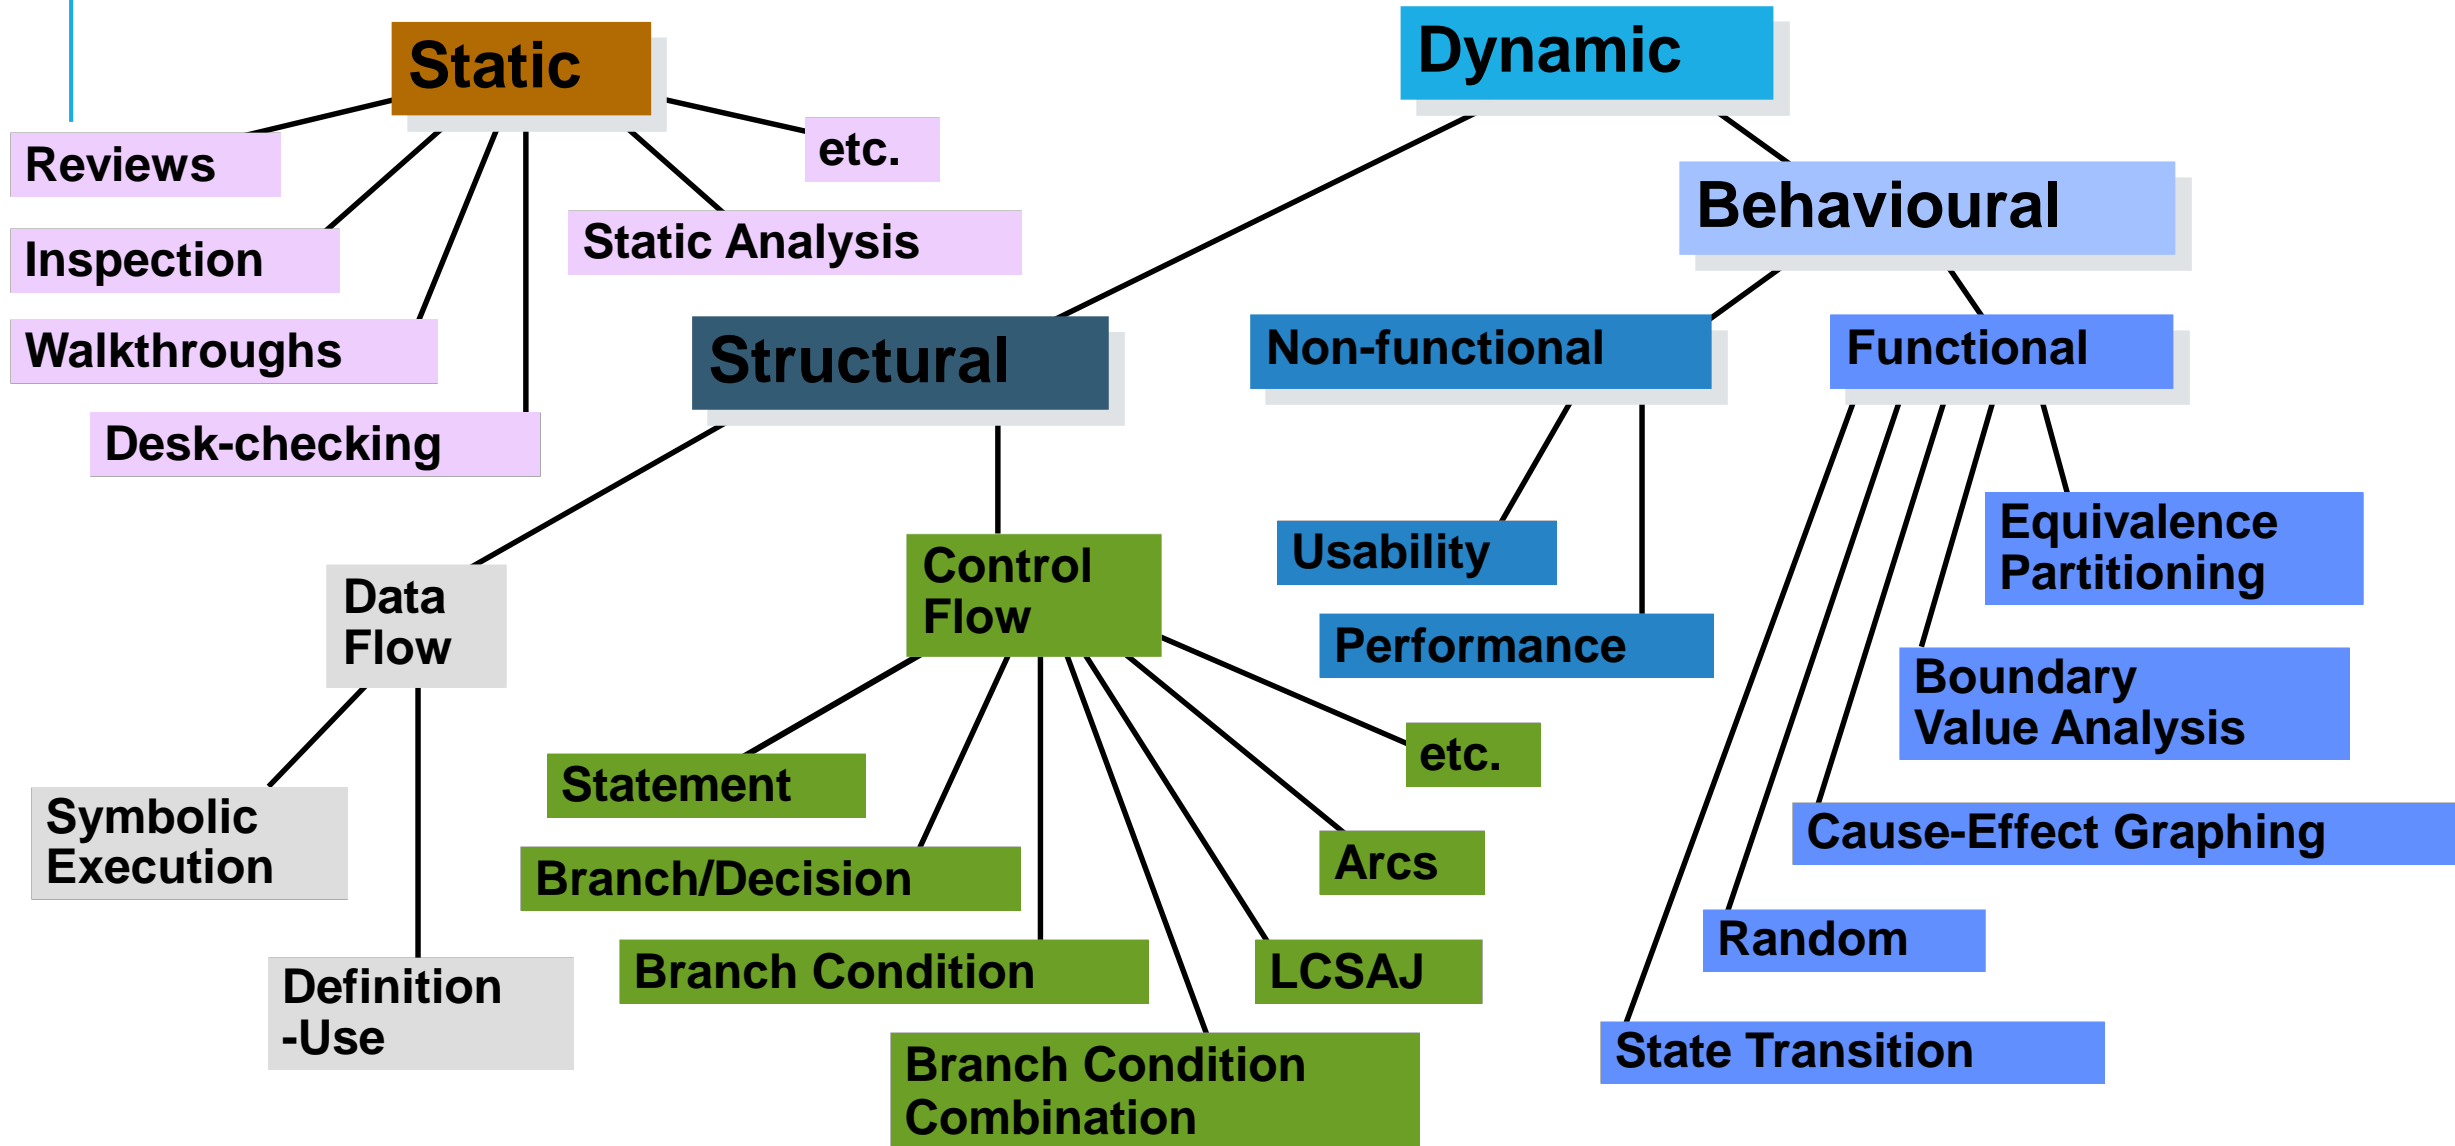 Static
Reviews
Inspection
Walkthroughs
Desk-checking
Static Analysis
etc.
Dynamic
Structural
Data
Flow
Symbolic
Execution
Definition
-Use
Control
Flow
Statement
Branch/Decision
Branch Condition
Branch Condition
Combination
LCSAJ
Arcs
etc.
Behavioural
Non-functional
Usability
Performance
Functional
Equivalence
Partitioning
Boundary
Value Analysis
Cause-Effect Graphing
Random
State Transition